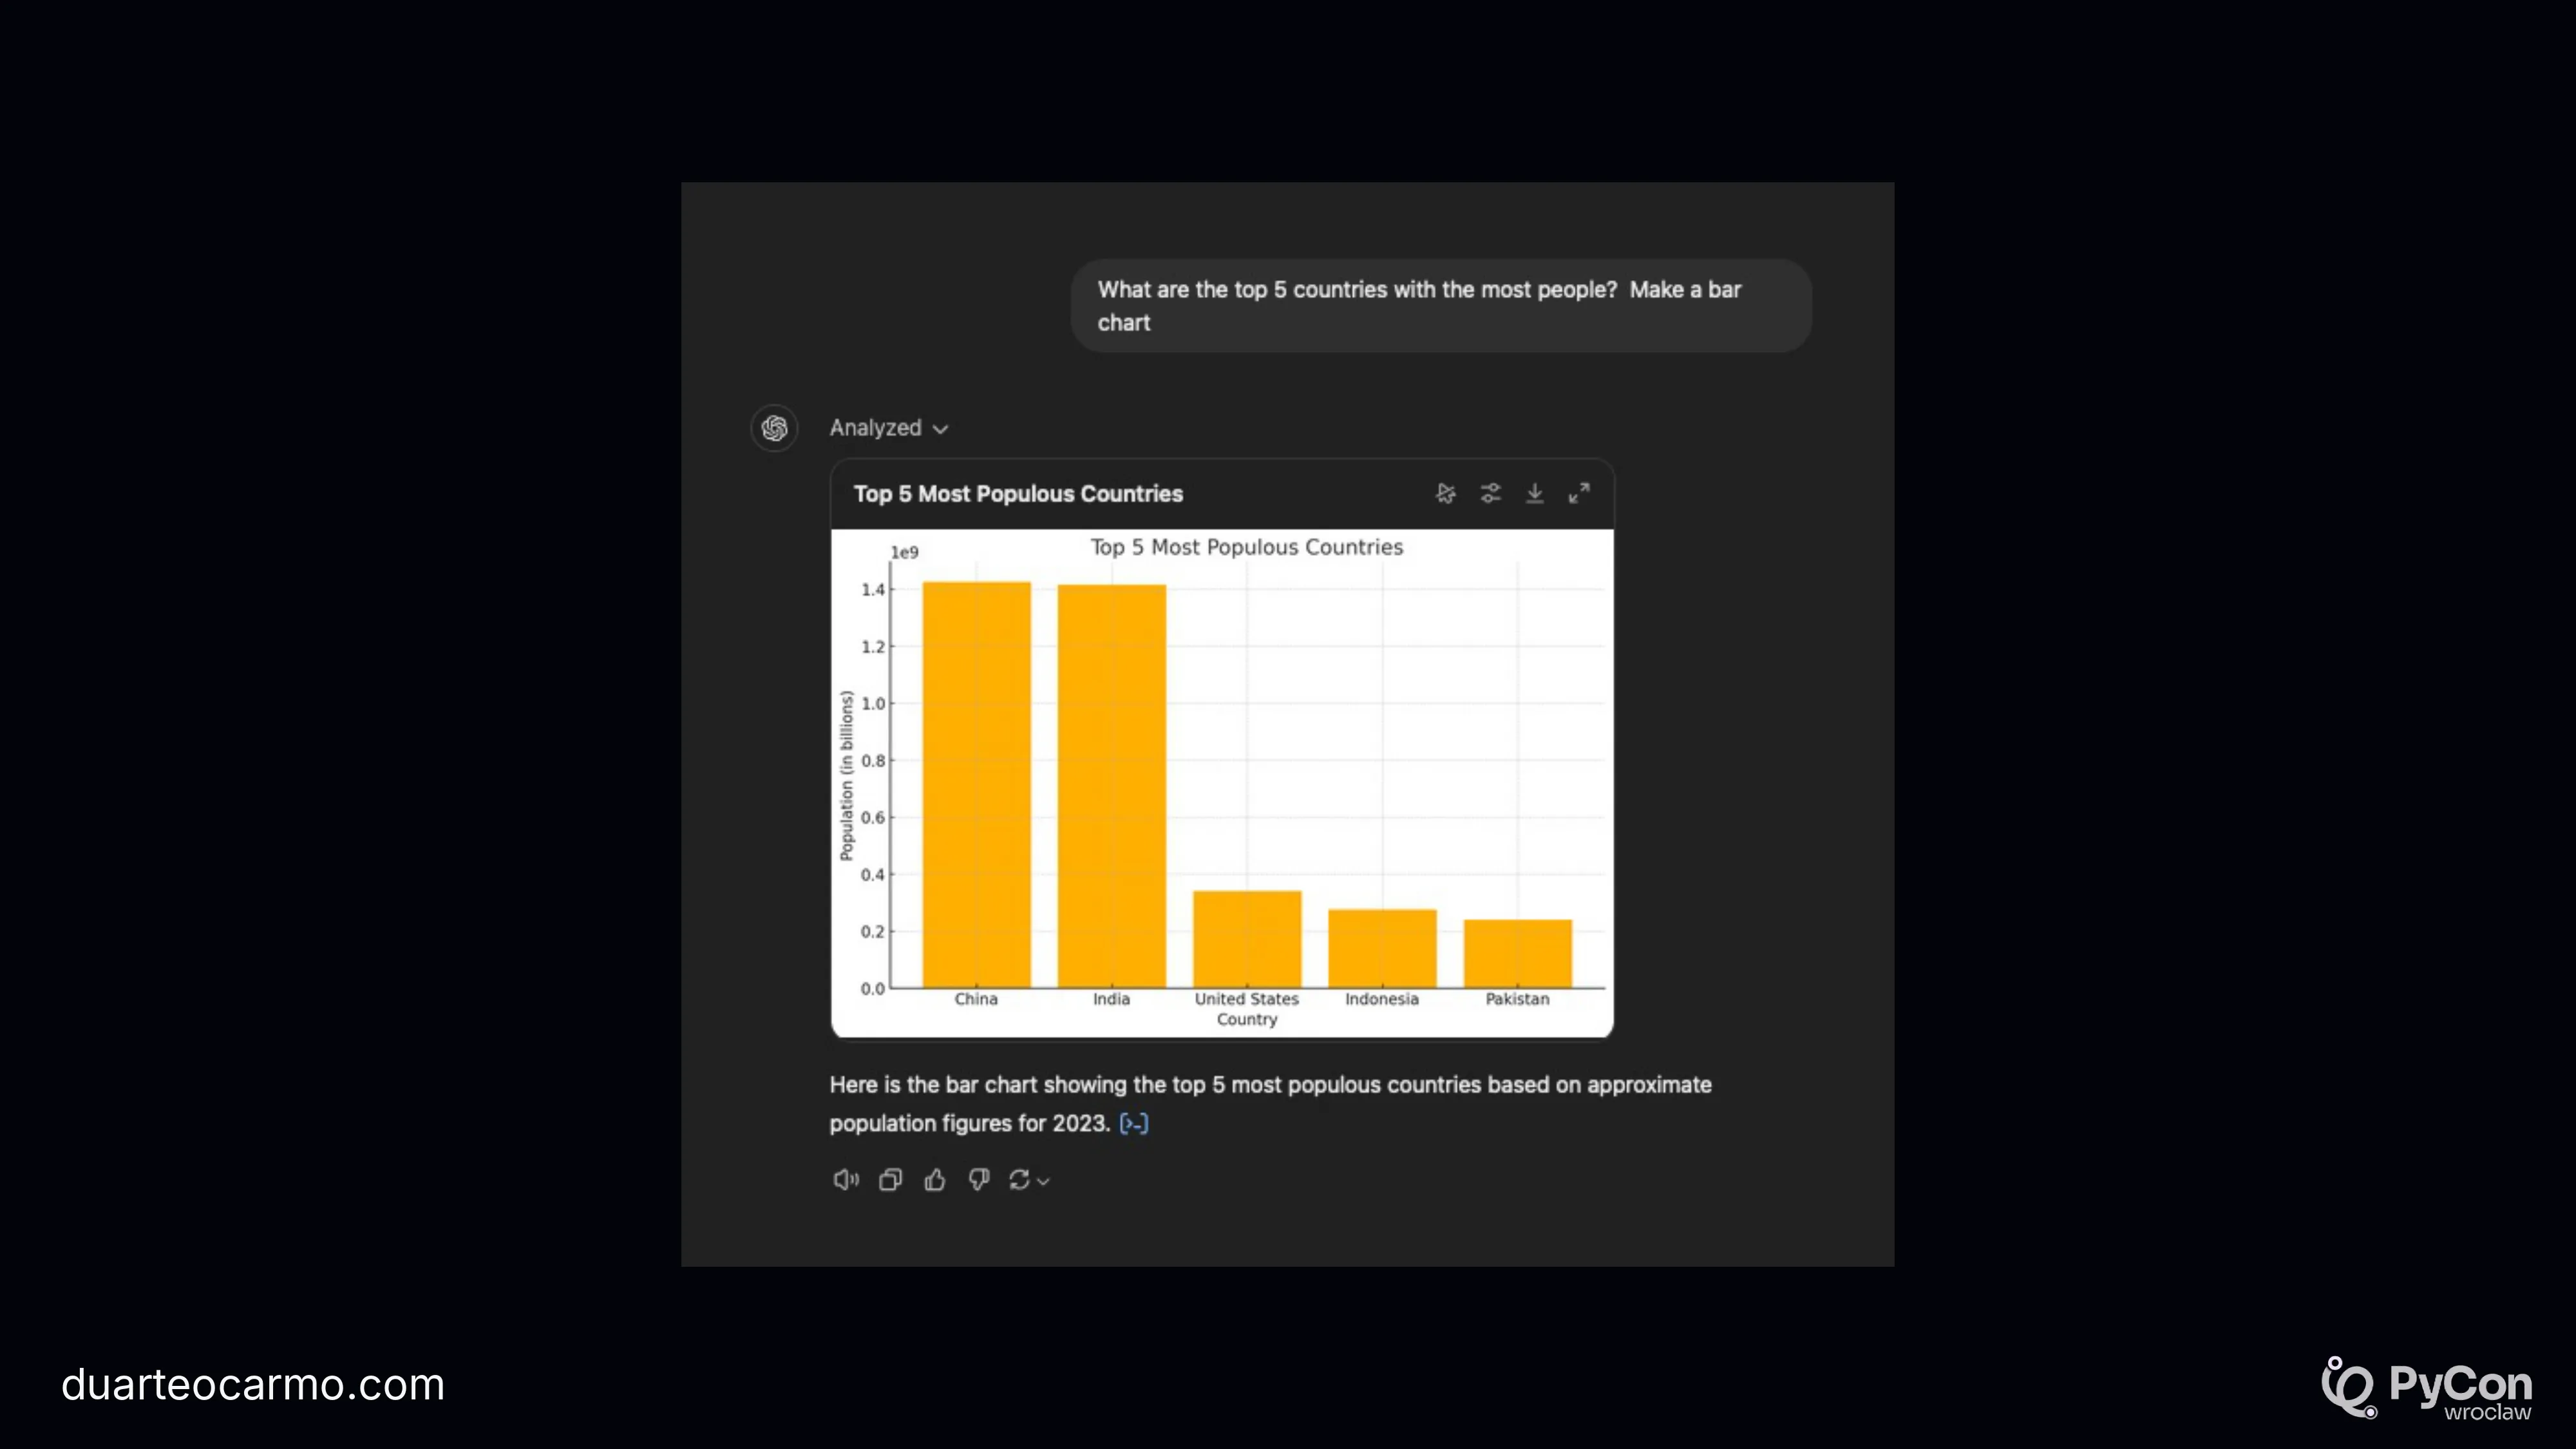 What are the top 5 countries with the most people?  Make a bar
chart
Analyzed
Top 5 Most Populous Countries
Top 5 Most Populous Countries
1e9
1.4
1.2
1.0
0.8
0.6
0.4
0.2
0.0
Population (in billions)
China
India
United States
Indonesia
Pakistan
Country
Here is the bar chart showing the top 5 most populous countries based on approximate
population figures for 2023. [>-]
duarteocarmo.com
PyCon
wroclaw